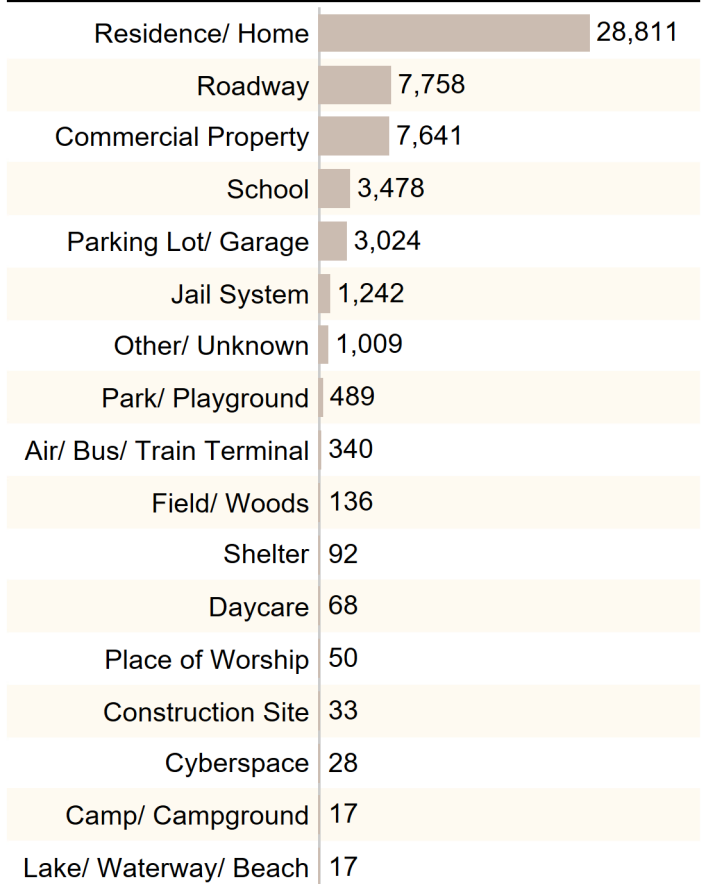 Residence/ Home 28,811
Roadway 7,758
Commercial Property 7,641
School 3,478
Parking Lot/ Garage 3,024
Jail System 1,242
Other/ Unknown 1,009
Park/ Playground 489
Air/ Bus/ Train Terminal 340
Field/ Woods 136
Shelter 92
Daycare 68
Place of Worship 50
Construction Site 33
Cyberspace 28
Camp/ Campground 17
Lake/ Waterway/ Beach 17